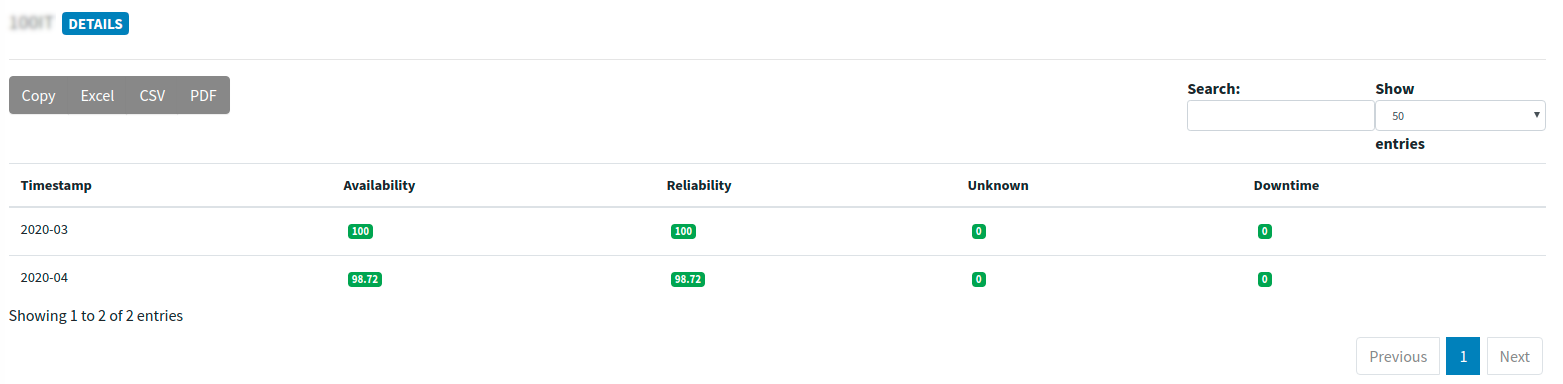 DETAILS
Copy Excel CSV PDF
Search: Show
50
entries
Timestamp Availability Reliability Unknown Downtime
2020-03 100 100 0 0
2020-04 98.72 98.72 0 0
Showing 1 to 2 of 2 entries
Previous 1 Next